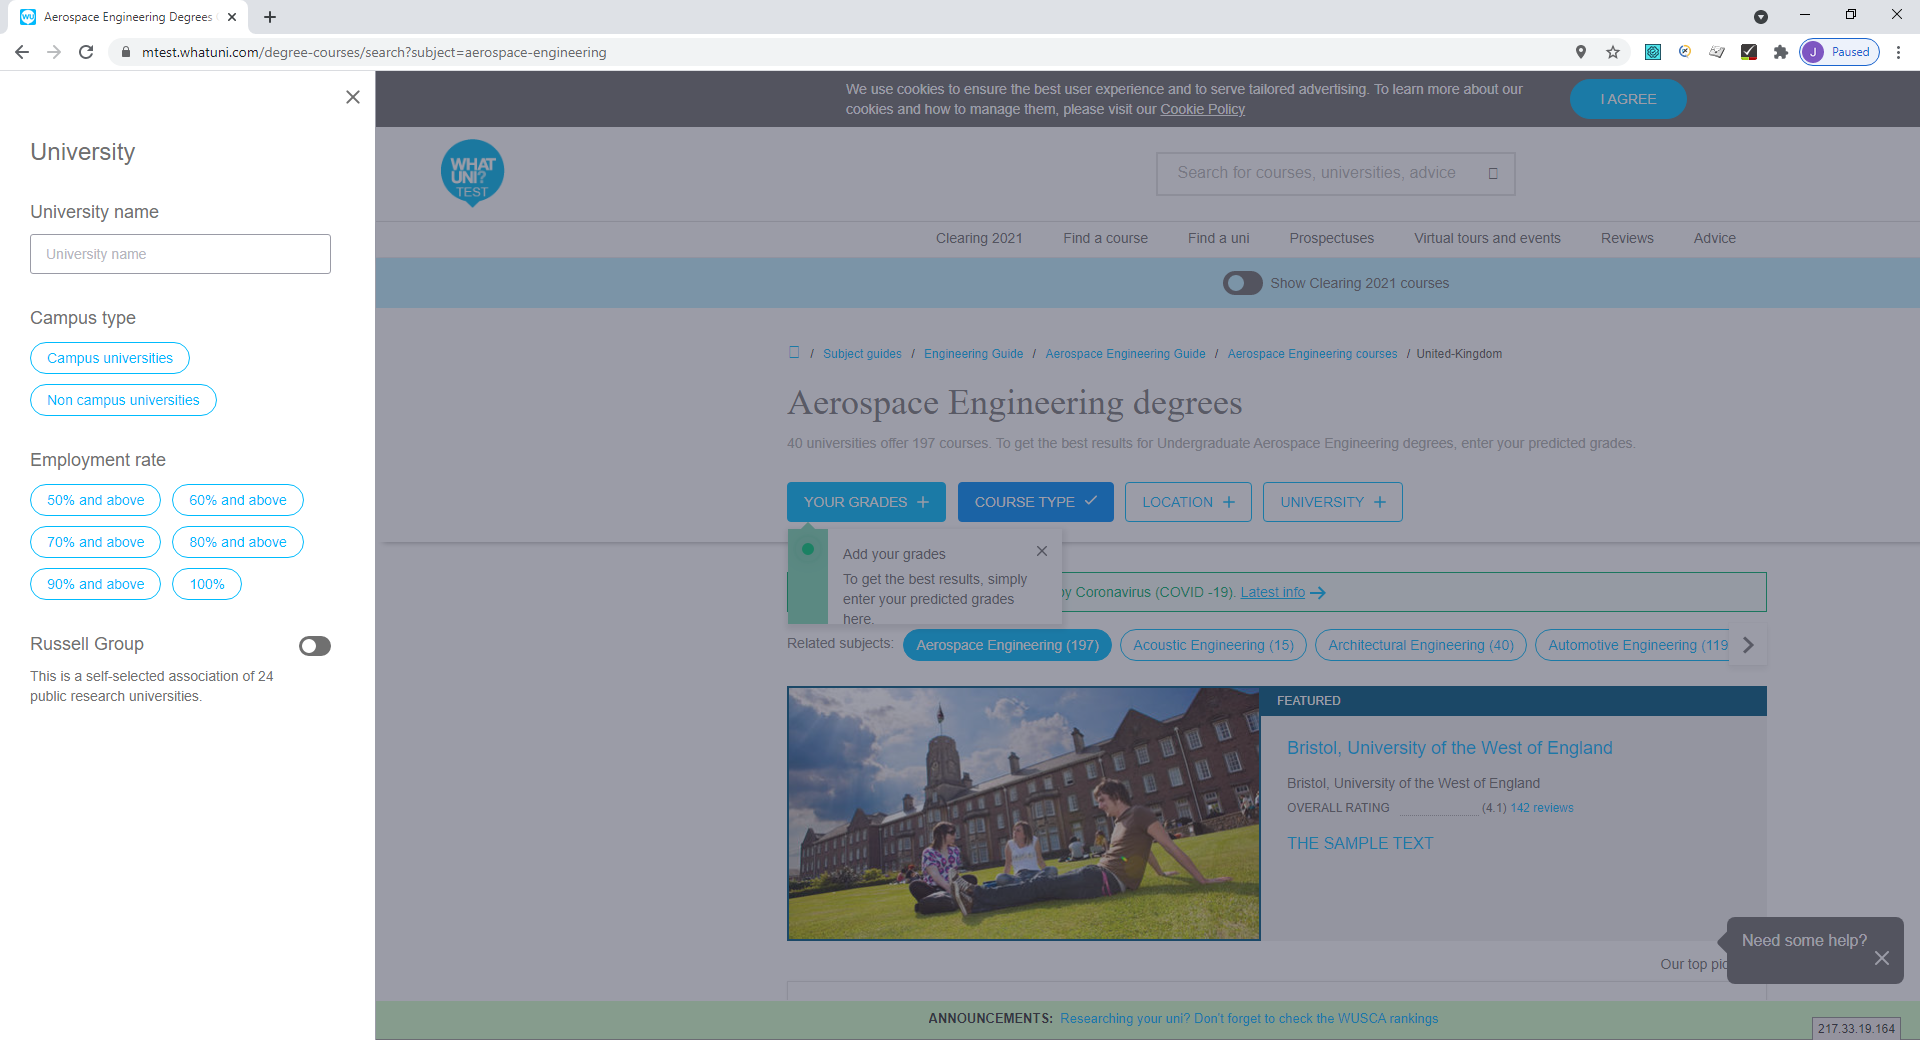 Aerospace Engineering Degrees
mtest.whatuni.com/degree-courses/search?subject=aerospace-engineering
J Paused
University
University name
University name
Campus type
Campus universities
Non campus universities
Employment rate
50% and above
60% and above
70% and above
80% and above
90% and above
100%
Russell Group
This is a self-selected association of 24
public research universities.
We use cookies to ensure the best user experience and to serve tailored advertising. To learn more about our
cookies and how to manage them, please visit our Cookie Policy
I AGREE
WHAT
UNI?
TEST
Search for courses, universities, advice
Clearing 2021 Find a course Find a uni Prospectuses Virtual tours and events Reviews Advice
Show Clearing 2021 courses
/ Subject guides / Engineering Guide / Aerospace Engineering Guide / Aerospace Engineering courses / United-Kingdom
Aerospace Engineering degrees
40 universities offer 197 courses. To get the best results for Undergraduate Aerospace Engineering degrees, enter your predicted grades.
YOUR GRADES COURSE TYPE LOCATION UNIVERSITY
Add your grades
To get the best results, simply
enter your predicted grades
here.
by Coronavirus (COVID -19). Latest info
Related subjects: Aerospace Engineering (197) Acoustic Engineering (15) Architectural Engineering (40) Automotive Engineering (119
FEATURED
Bristol, University of the West of England
Bristol, University of the West of England
OVERALL RATING (4.1) 142 reviews
THE SAMPLE TEXT
Need some help?
Our top pic
ANNOUNCEMENTS: Researching your uni? Don't forget to check the WUSCA rankings
217.33.19.164